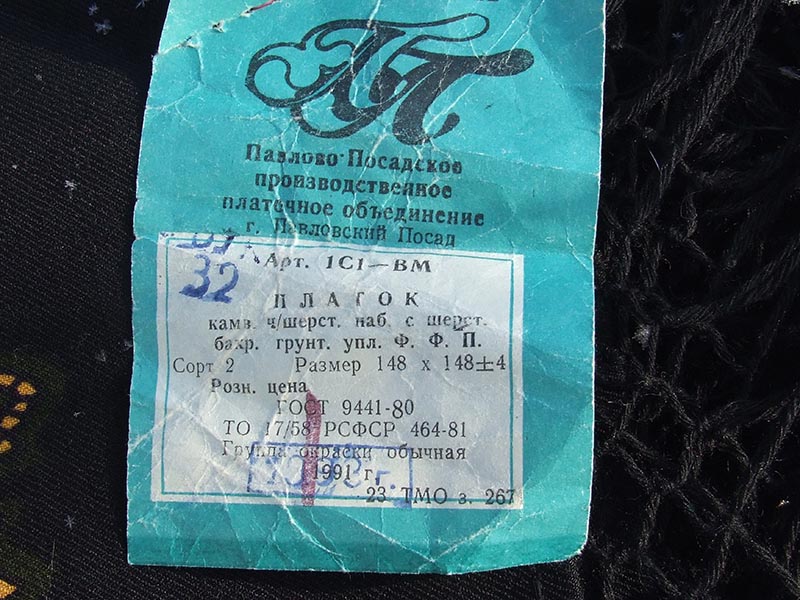 Павлово-Посадское
производственное
платочное объединение
г. Павловский Посад
32
Арт. 1С1—ВМ
ПЛАТОК
камв. ч/шерст. наб. с шерст.
бахр. грунт. упл. Ф. Ф. П.
Сорт 2 Размер 148 х 148±4
Розн. цена
ГОСТ 9441-80
ТО 17/58 РСФСР 464-81
Группа окраски обычная
1991 г.
23 ТМО з. 267